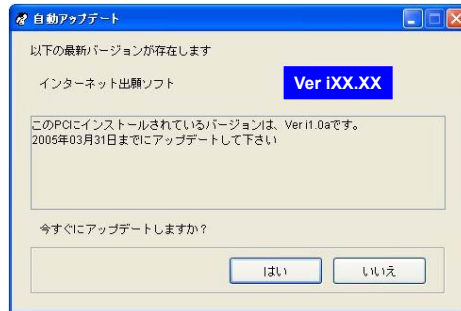 自動アップデート
以下の最新バージョンが存在します
インターネット出願ソフト
Ver iXX.XX
このPCにインストールされているバージョンは、Ver i1.0aです。
2005年03月31日までにアップデートして下さい
今すぐにアップデートしますか？
はい
いいえ